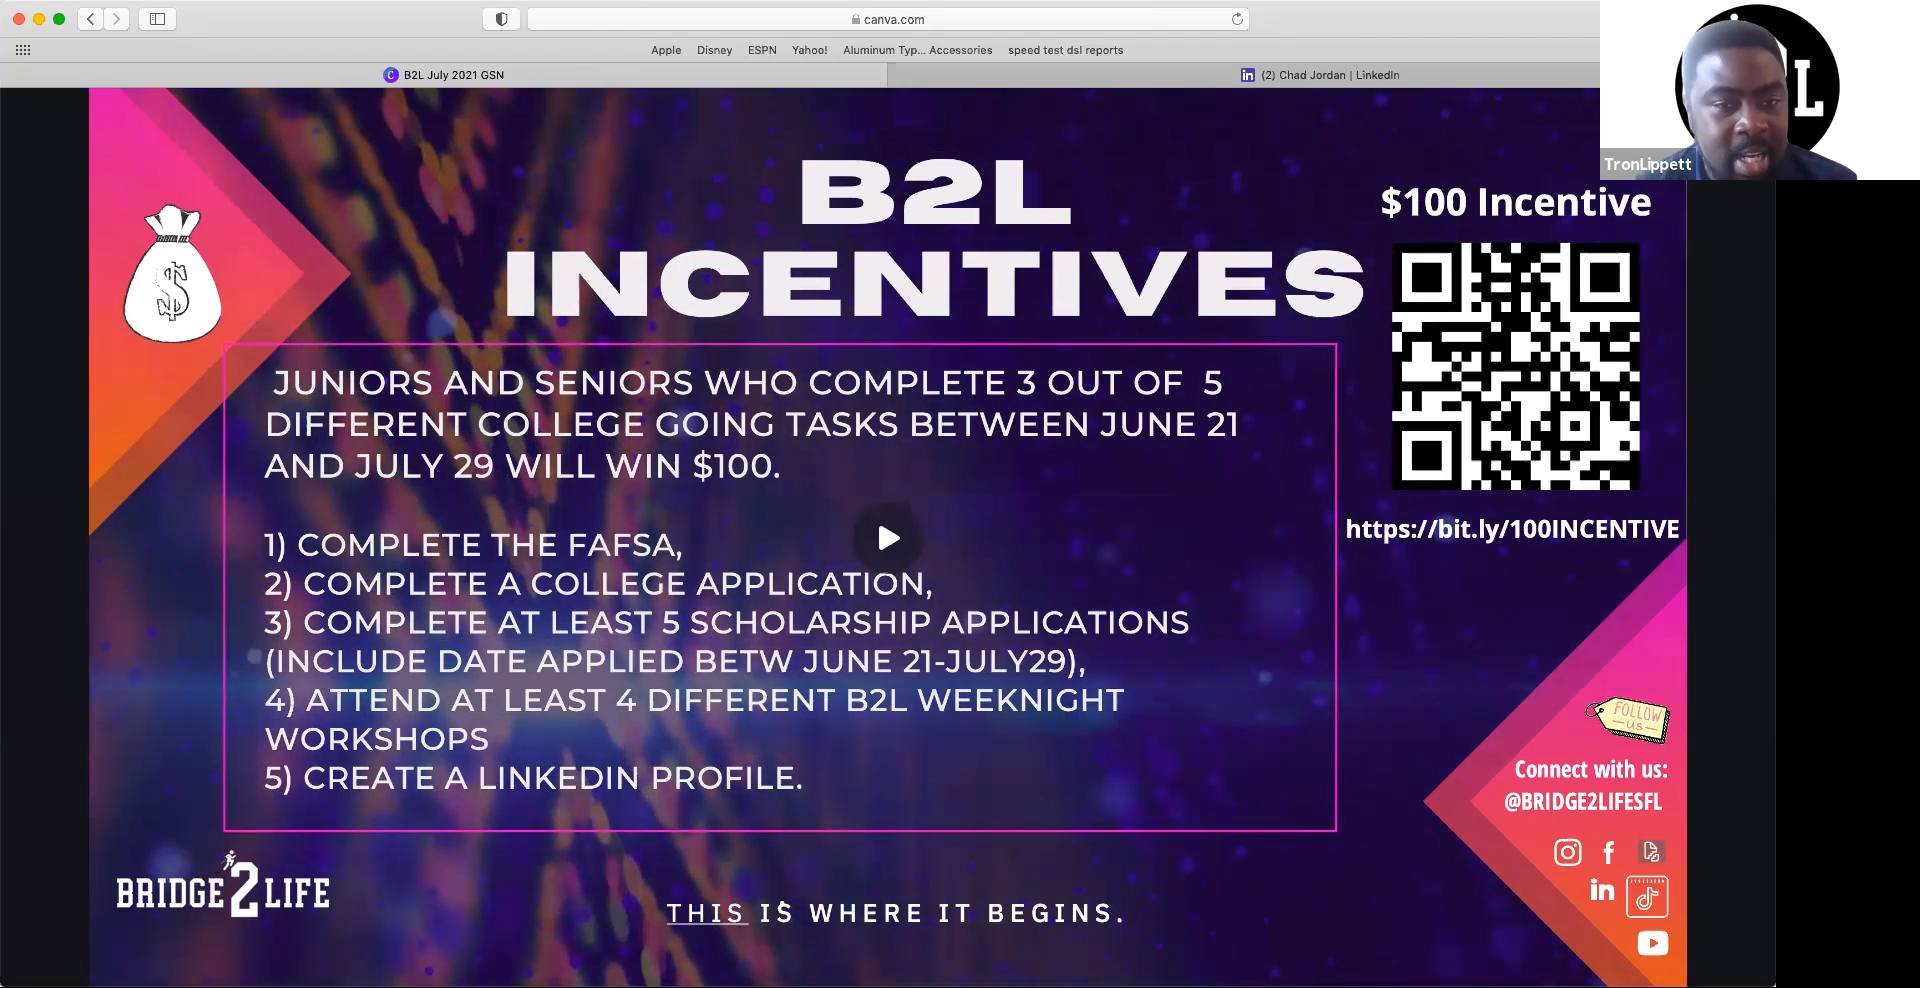 canva.com
Apple Disney ESPN Yahoo! Aluminum Typ... Accessories speed test dsl reports
B2L July 2021 GSN
(2) Chad Jordan | LinkedIn
L
TronLippett
B2L
INCENTIVES
$100 Incentive
JUNIORS AND SENIORS WHO COMPLETE 3 OUT OF 5
DIFFERENT COLLEGE GOING TASKS BETWEEN JUNE 21
AND JULY 29 WILL WIN $100.
1) COMPLETE THE FAFSA,
2) COMPLETE A COLLEGE APPLICATION,
3) COMPLETE AT LEAST 5 SCHOLARSHIP APPLICATIONS
(INCLUDE DATE APPLIED BETW JUNE 21-JULY29),
4) ATTEND AT LEAST 4 DIFFERENT B2L WEEKNIGHT
WORKSHOPS
5) CREATE A LINKEDIN PROFILE.
https://bit.ly/100INCENTIVE
FOLLOW
US
Connect with us:
@BRIDGE2LIFESFL
BRIDGE 2 LIFE
THIS IS WHERE IT BEGINS.